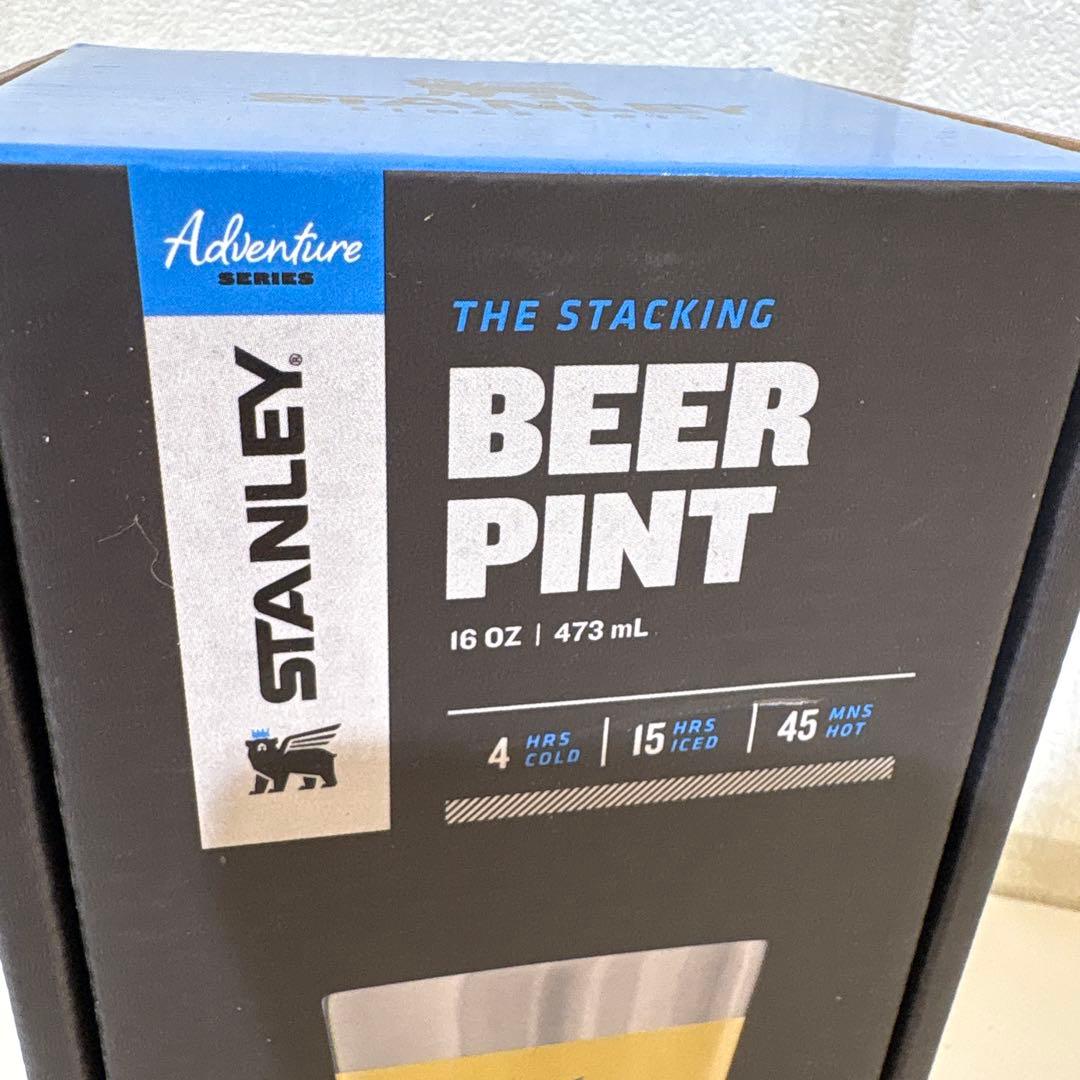 STANLEY
Adventure
SERIES
STANLEY®
THE STACKING
BEER
PINT
16 OZ | 473 mL
4 HRS COLD | 15 HRS ICED | 45 MNS HOT